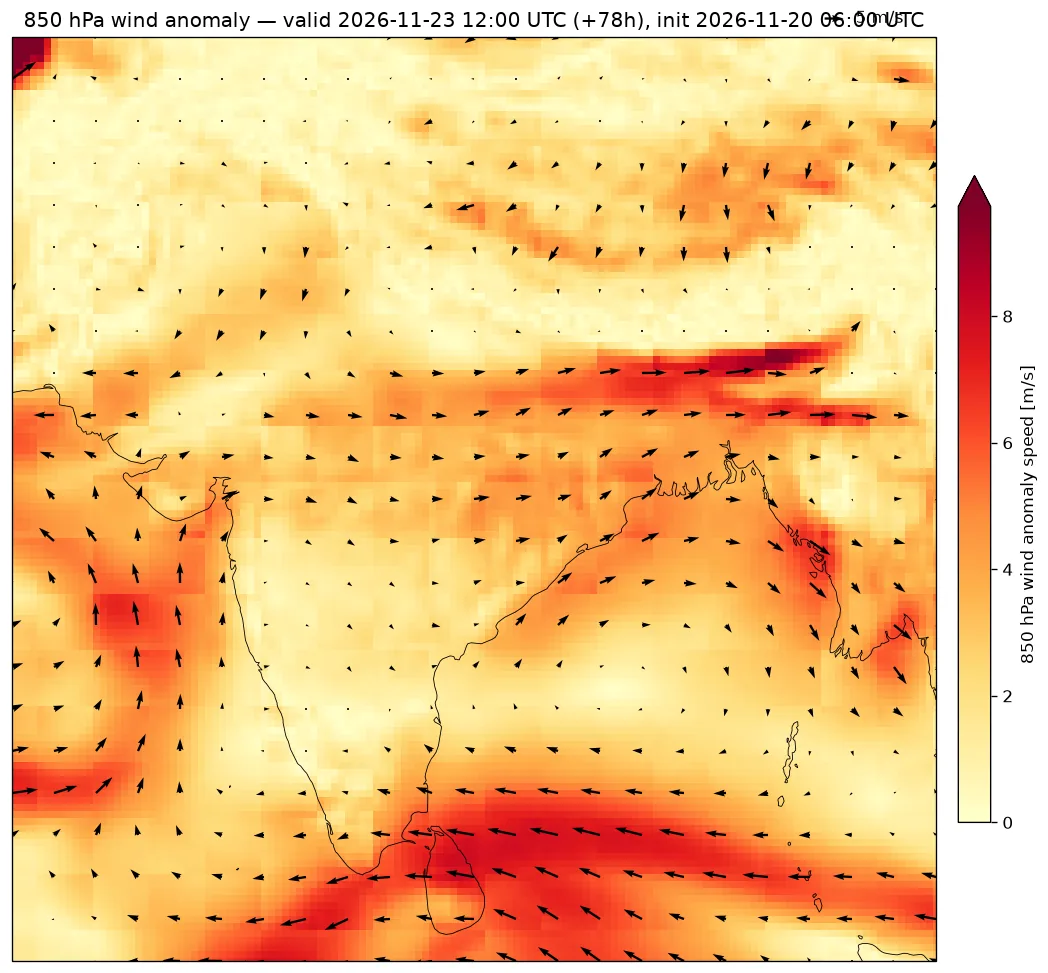 850 hPa wind anomaly — valid 2026-11-23 12:00 UTC (+78h), init 2026-11-20 06:00 UTC
5 m/s
8
6
4
2
0
850 hPa wind anomaly speed [m/s]